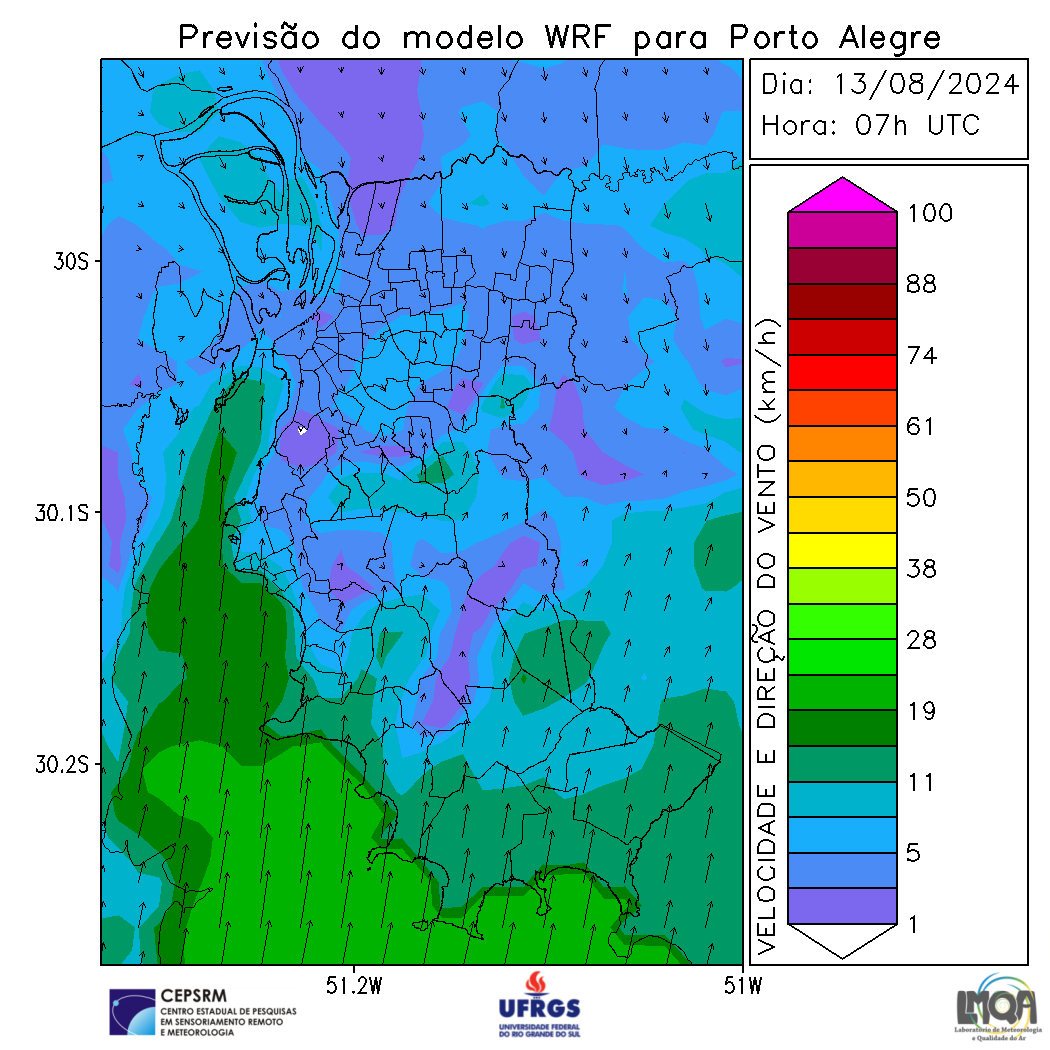 Previsão do modelo WRF para Porto Alegre
Dia: 13/08/2024
Hora: 07h UTC
30S
30.1S
30.2S
51.2W
51W
VELOCIDADE E DIREÇÃO DO VENTO (km/h)
100
88
74
61
50
38
28
19
11
5
1
CEPSRM
CENTRO ESTADUAL DE PESQUISAS
EM SENSORIAMENTO REMOTO
E METEOROLOGIA
UFRGS
UNIVERSIDADE FEDERAL
DO RIO GRANDE DO SUL
LMQA
Laboratório de Meteorologia
e Qualidade do Ar